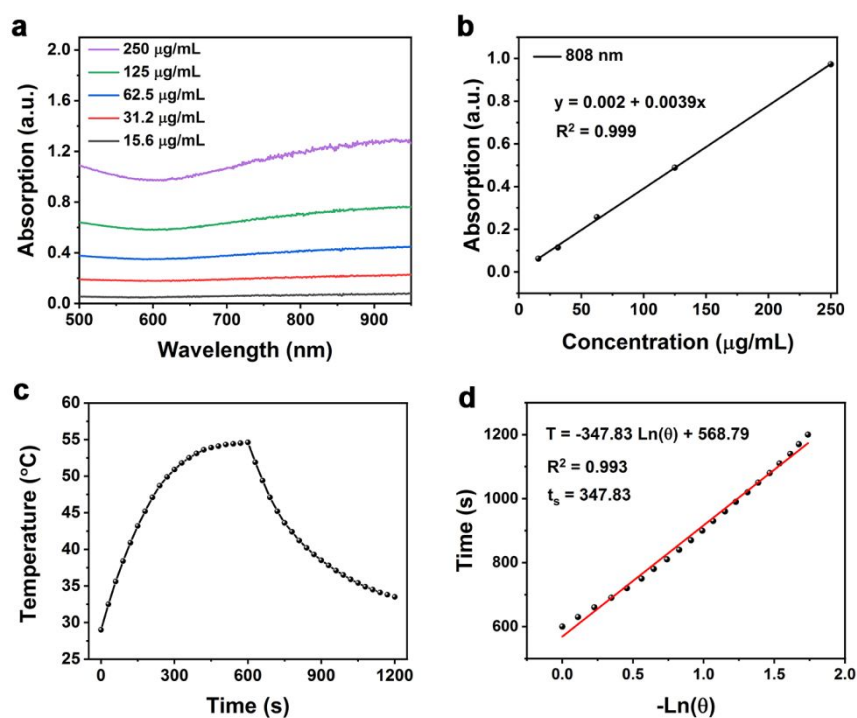 a
2.0
1.6
1.2
0.8
0.4
0.0
250 μg/mL
125 μg/mL
62.5 μg/mL
31.2 μg/mL
15.6 μg/mL
500 600 700 800 900
Absorption (a.u.)
Wavelength (nm)
b
1.0
0.8
0.6
0.4
0.2
0.0
808 nm
y = 0.002 + 0.0039x
R² = 0.999
0 50 100 150 200 250
Absorption (a.u.)
Concentration (μg/mL)
c
60
55
50
45
40
35
30
25
0 300 600 900 1200
Temperature (°C)
Time (s)
d
1200
1000
800
600
T = -347.83 Ln(θ) + 568.79
R² = 0.993
tₛ = 347.83
0.0 0.5 1.0 1.5 2.0
Time (s)
-Ln(θ)